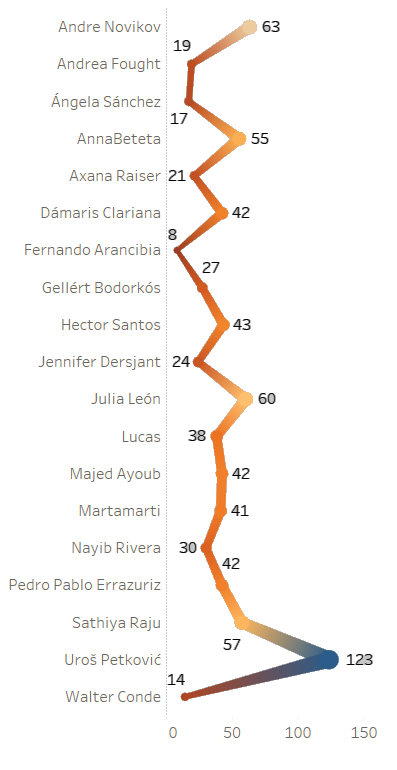 Andre Novikov 63
19
Andrea Fought
Ángela Sánchez
17
AnnaBeteta 55
Axana Raiser 21
Dámaris Clariana 42
8
Fernando Arancibia
27
Gellért Bodorkós
Hector Santos 43
Jennifer Dersjant 24
Julia León 60
Lucas 38
Majed Ayoub 42
Martamarti 41
Nayib Rivera 30
42
Pedro Pablo Errazuriz
Sathiya Raju
57
Uroš Petković 123
14
Walter Conde
0 50 100 150